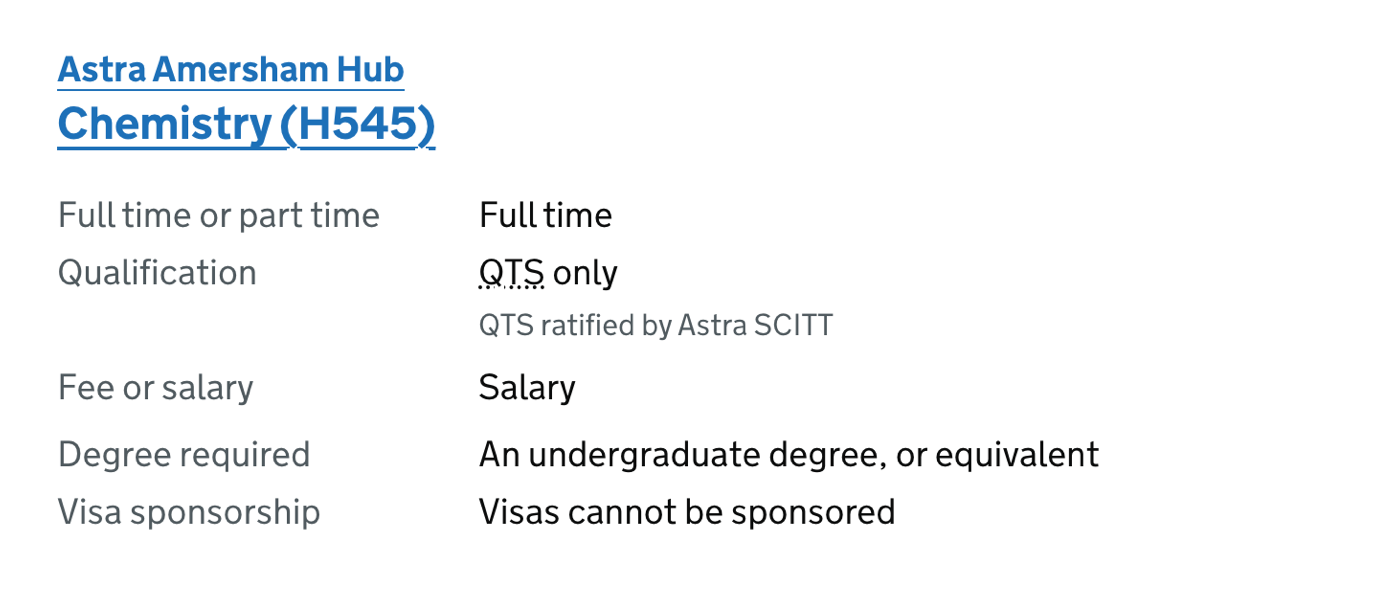 Astra Amersham Hub
Chemistry (H545)
Full time or part time Full time
Qualification QTS only
QTS ratified by Astra SCITT
Fee or salary Salary
Degree required An undergraduate degree, or equivalent
Visa sponsorship Visas cannot be sponsored